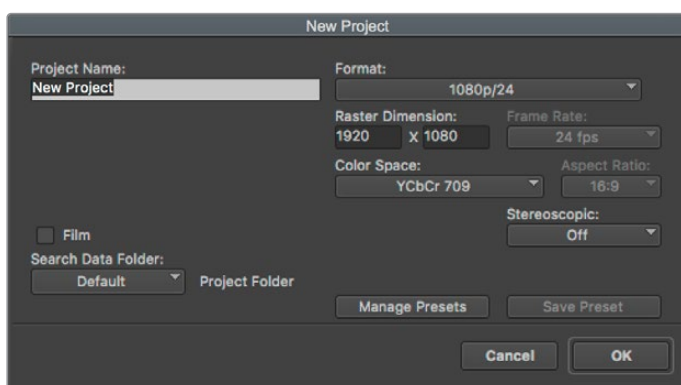 New Project
Project Name:
New Project
Format:
1080p/24
Raster Dimension:
Frame Rate:
1920 X 1080
24 fps
Color Space:
Aspect Ratio:
YCbCr 709
16:9
Stereoscopic:
Off
Film
Search Data Folder:
Default
Project Folder
Manage Presets
Save Preset
Cancel
OK